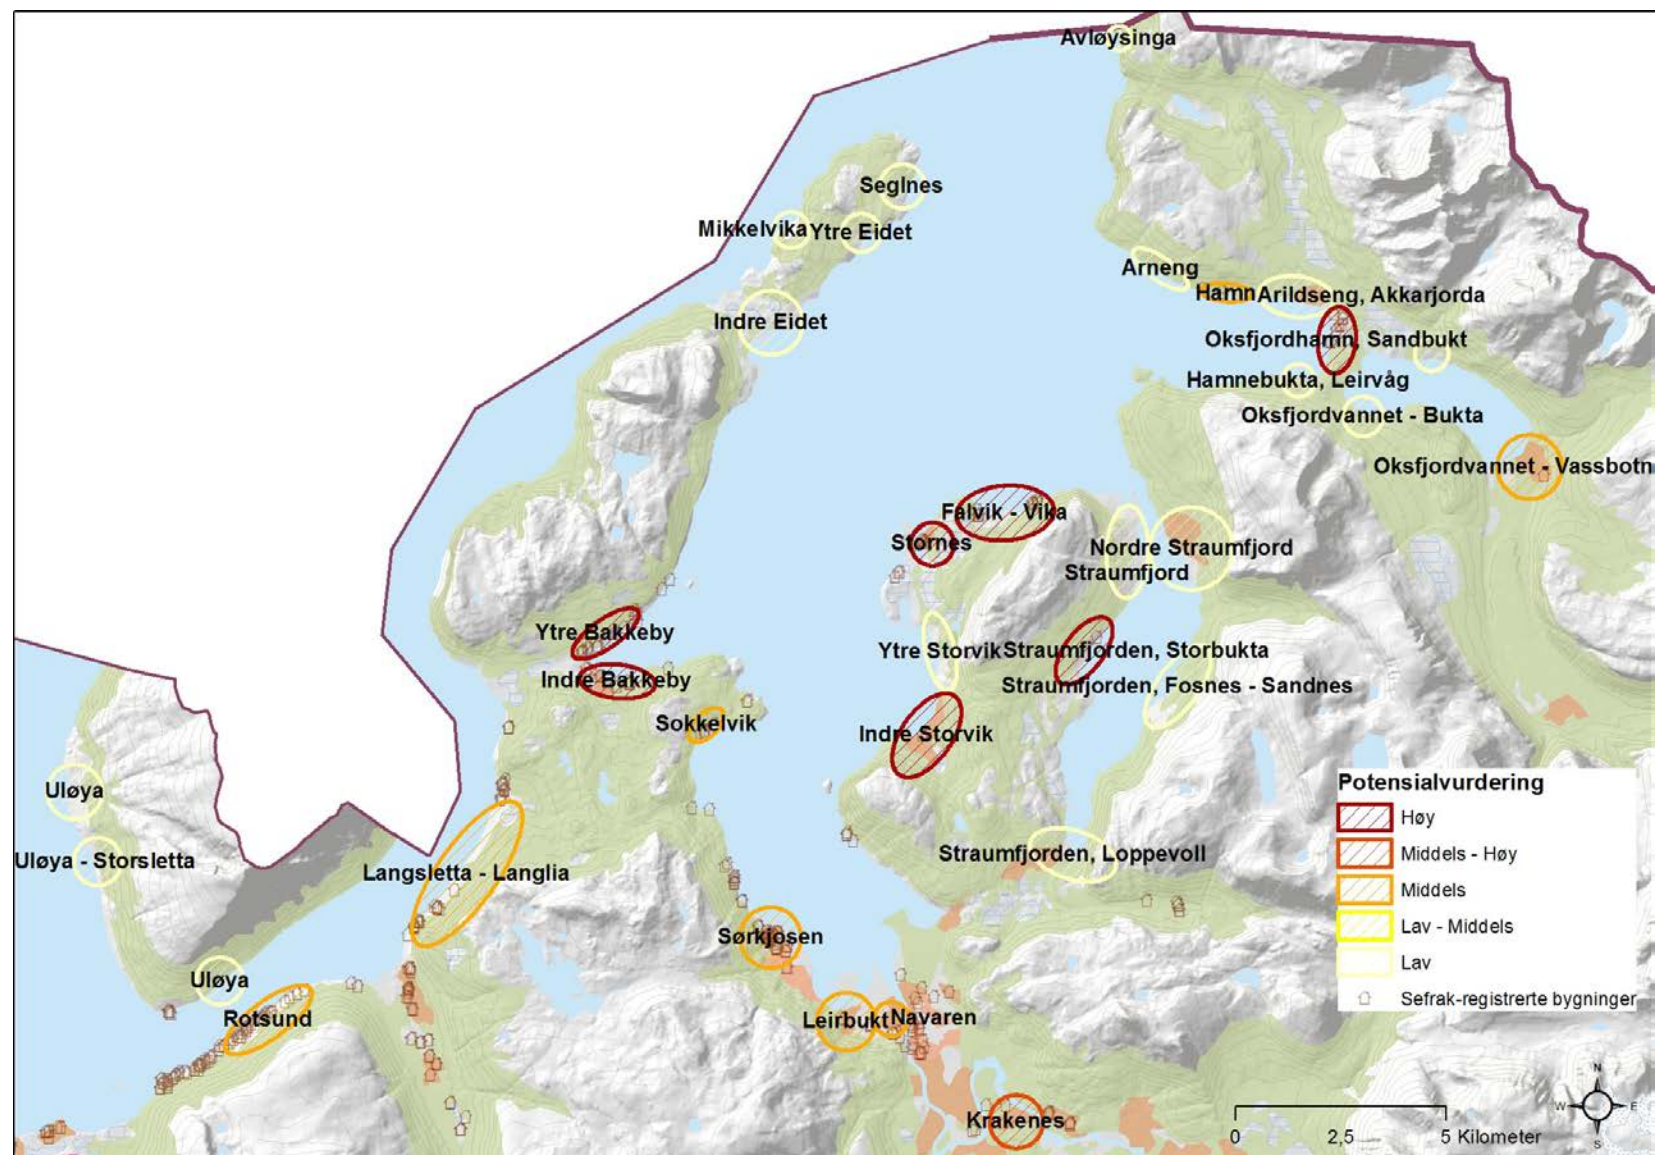 Avløysinga
Seglnes
Mikkelvika
Ytre Eidet
Arneng
Hamn
Arildseng, Akkarjorda
Indre Eidet
Oksfjordhamn, Sandbukt
Hamnebukta, Leirvåg
Oksfjordvannet - Bukta
Oksfjordvannet - Vassbotn
Falvik - Vika
Stornes
Nordre Straumfjord
Straumfjord
Ytre Bakkeby
Ytre Storvik
Straumfjorden, Storbukta
Indre Bakkeby
Straumfjorden, Fosnes - Sandnes
Sokkelvik
Indre Storvik
Uløya
Uløya - Storsletta
Langsletta - Langlia
Straumfjorden, Loppevoll
Sørkjosen
Uløya
Rotsund
Leirbukt
Navaren
Krakenes
Potensialvurdering
Høy
Middels - Høy
Middels
Lav - Middels
Lav
Sefrak-registrerte bygninger
N
W
E
S
0
2,5
5 Kilometer